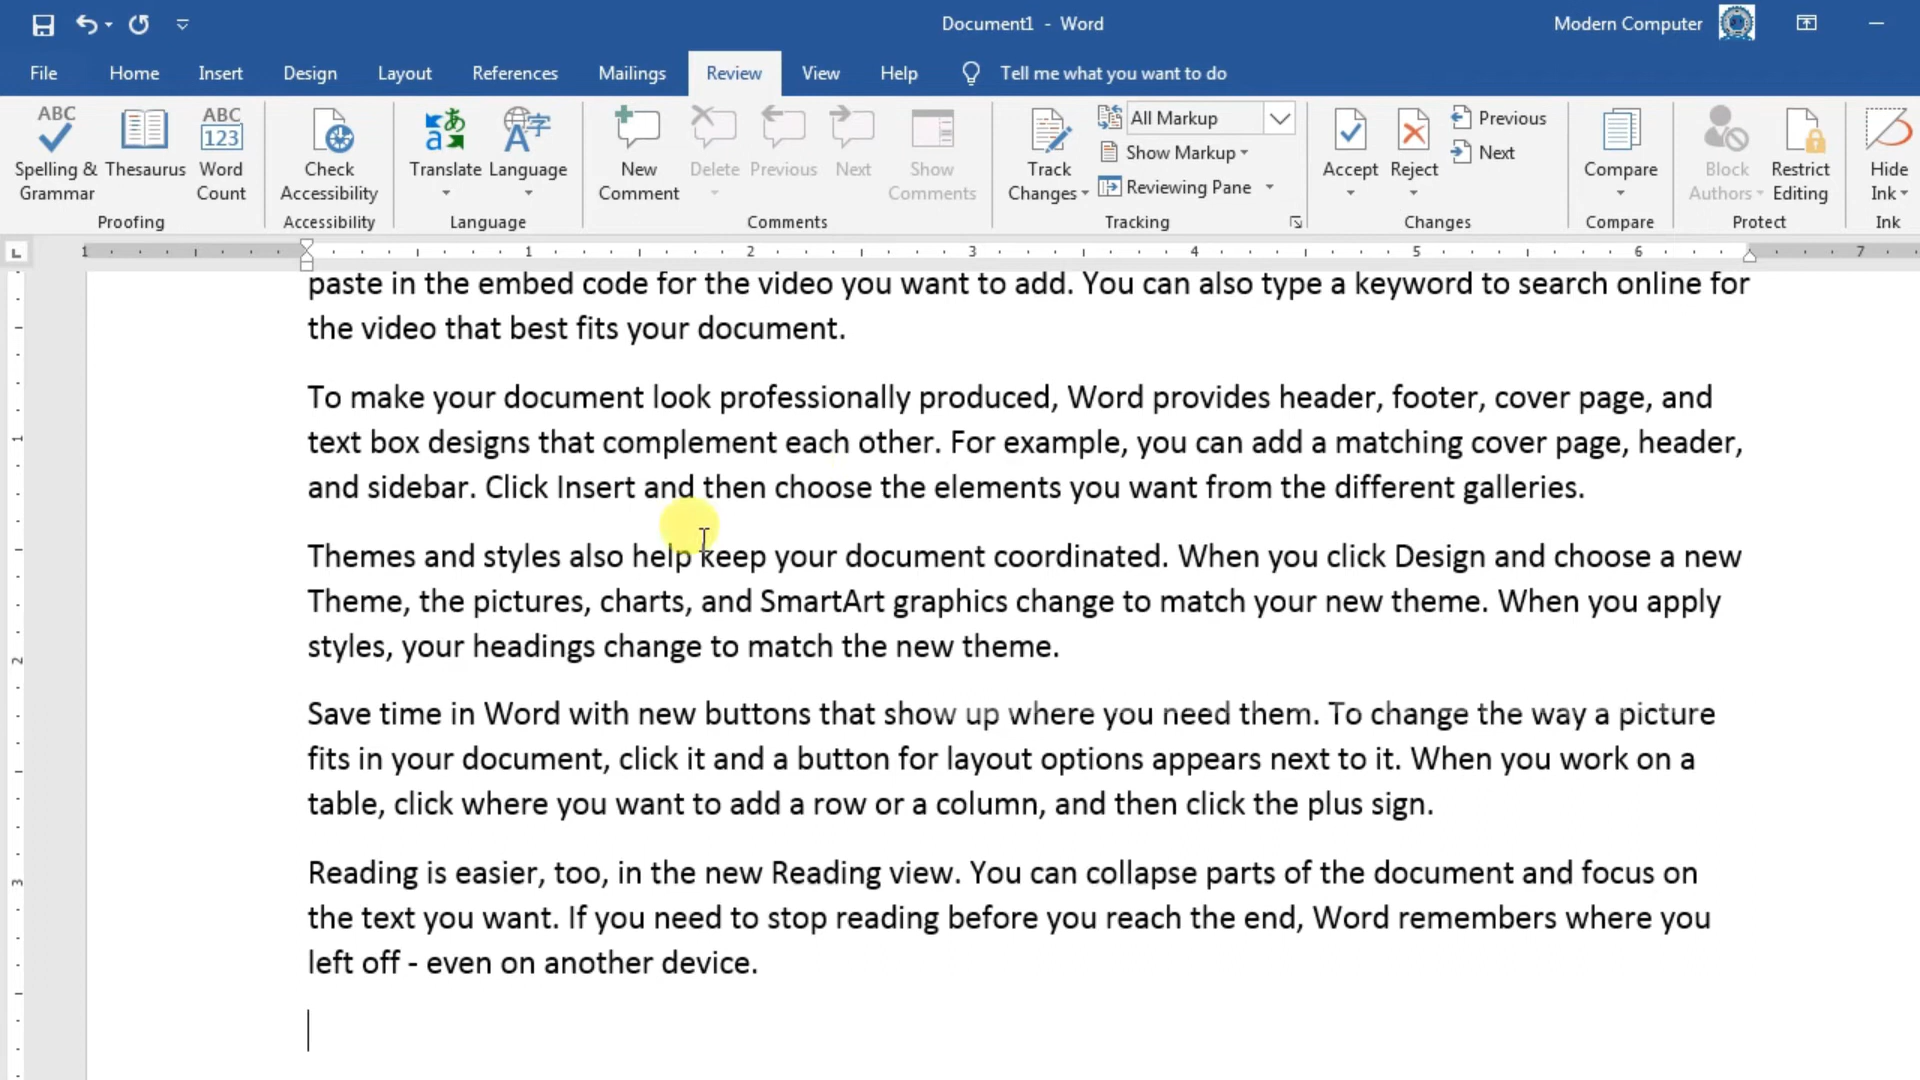 Document1 - Word
Modern Computer
File Home Insert Design Layout References Mailings Review View Help Tell me what you want to do
ABC
Spelling &
Grammar
Thesaurus
ABC
123
Word
Count
Proofing
Check
Accessibility
Accessibility
Translate
Language
Language
New
Comment
Delete
Previous
Next
Show
Comments
Comments
Track
Changes
All Markup
Show Markup
Reviewing Pane
Tracking
Accept
Reject
Previous
Next
Changes
Compare
Compare
Block
Authors
Restrict
Editing
Protect
Hide
Ink
Ink
L 1 1 2 3 4 5 6 7
paste in the embed code for the video you want to add. You can also type a keyword to search online for
the video that best fits your document.
To make your document look professionally produced, Word provides header, footer, cover page, and
text box designs that complement each other. For example, you can add a matching cover page, header,
and sidebar. Click Insert and then choose the elements you want from the different galleries.
Themes and styles also help keep your document coordinated. When you click Design and choose a new
Theme, the pictures, charts, and SmartArt graphics change to match your new theme. When you apply
styles, your headings change to match the new theme.
Save time in Word with new buttons that show up where you need them. To change the way a picture
fits in your document, click it and a button for layout options appears next to it. When you work on a
table, click where you want to add a row or a column, and then click the plus sign.
Reading is easier, too, in the new Reading view. You can collapse parts of the document and focus on
the text you want. If you need to stop reading before you reach the end, Word remembers where you
left off - even on another device.
1
2
3